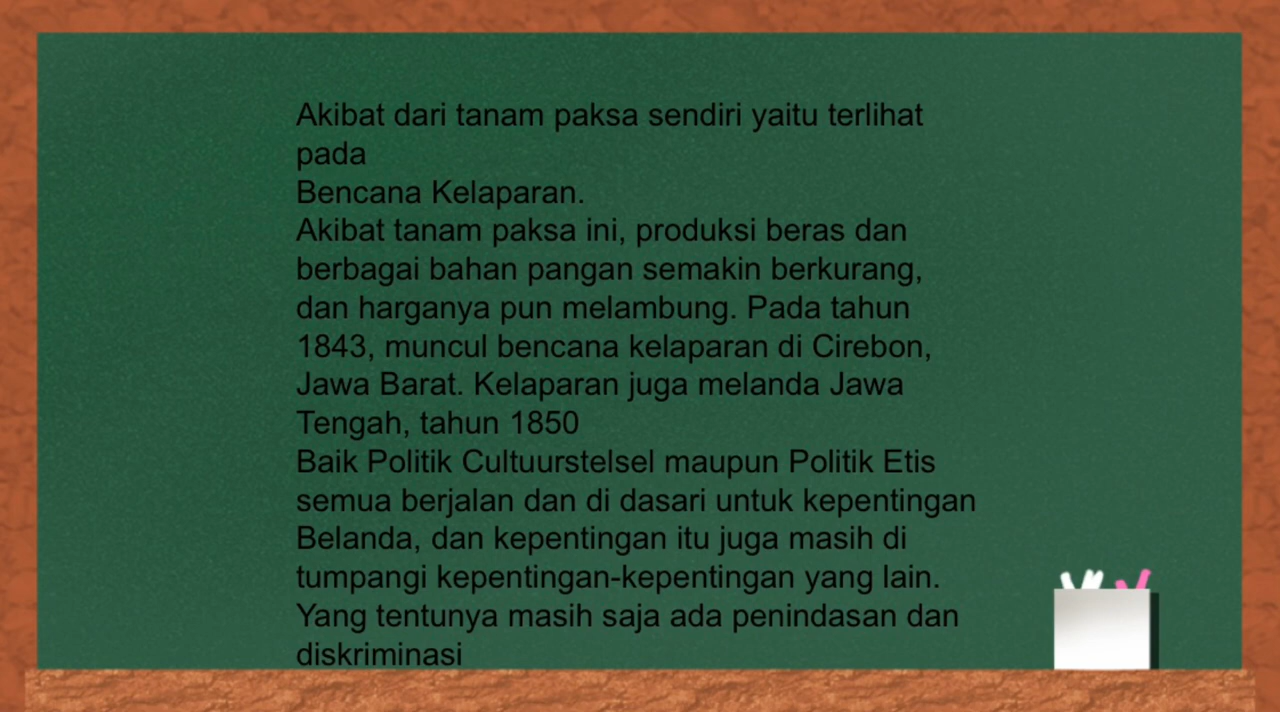 Akibat dari tanam paksa sendiri yaitu terlihat
pada
Bencana Kelaparan.
Akibat tanam paksa ini, produksi beras dan
berbagai bahan pangan semakin berkurang,
dan harganya pun melambung. Pada tahun
1843, muncul bencana kelaparan di Cirebon,
Jawa Barat. Kelaparan juga melanda Jawa
Tengah, tahun 1850
Baik Politik Cultuurstelsel maupun Politik Etis
semua berjalan dan di dasari untuk kepentingan
Belanda, dan kepentingan itu juga masih di
tumpangi kepentingan-kepentingan yang lain.
Yang tentunya masih saja ada penindasan dan
diskriminasi